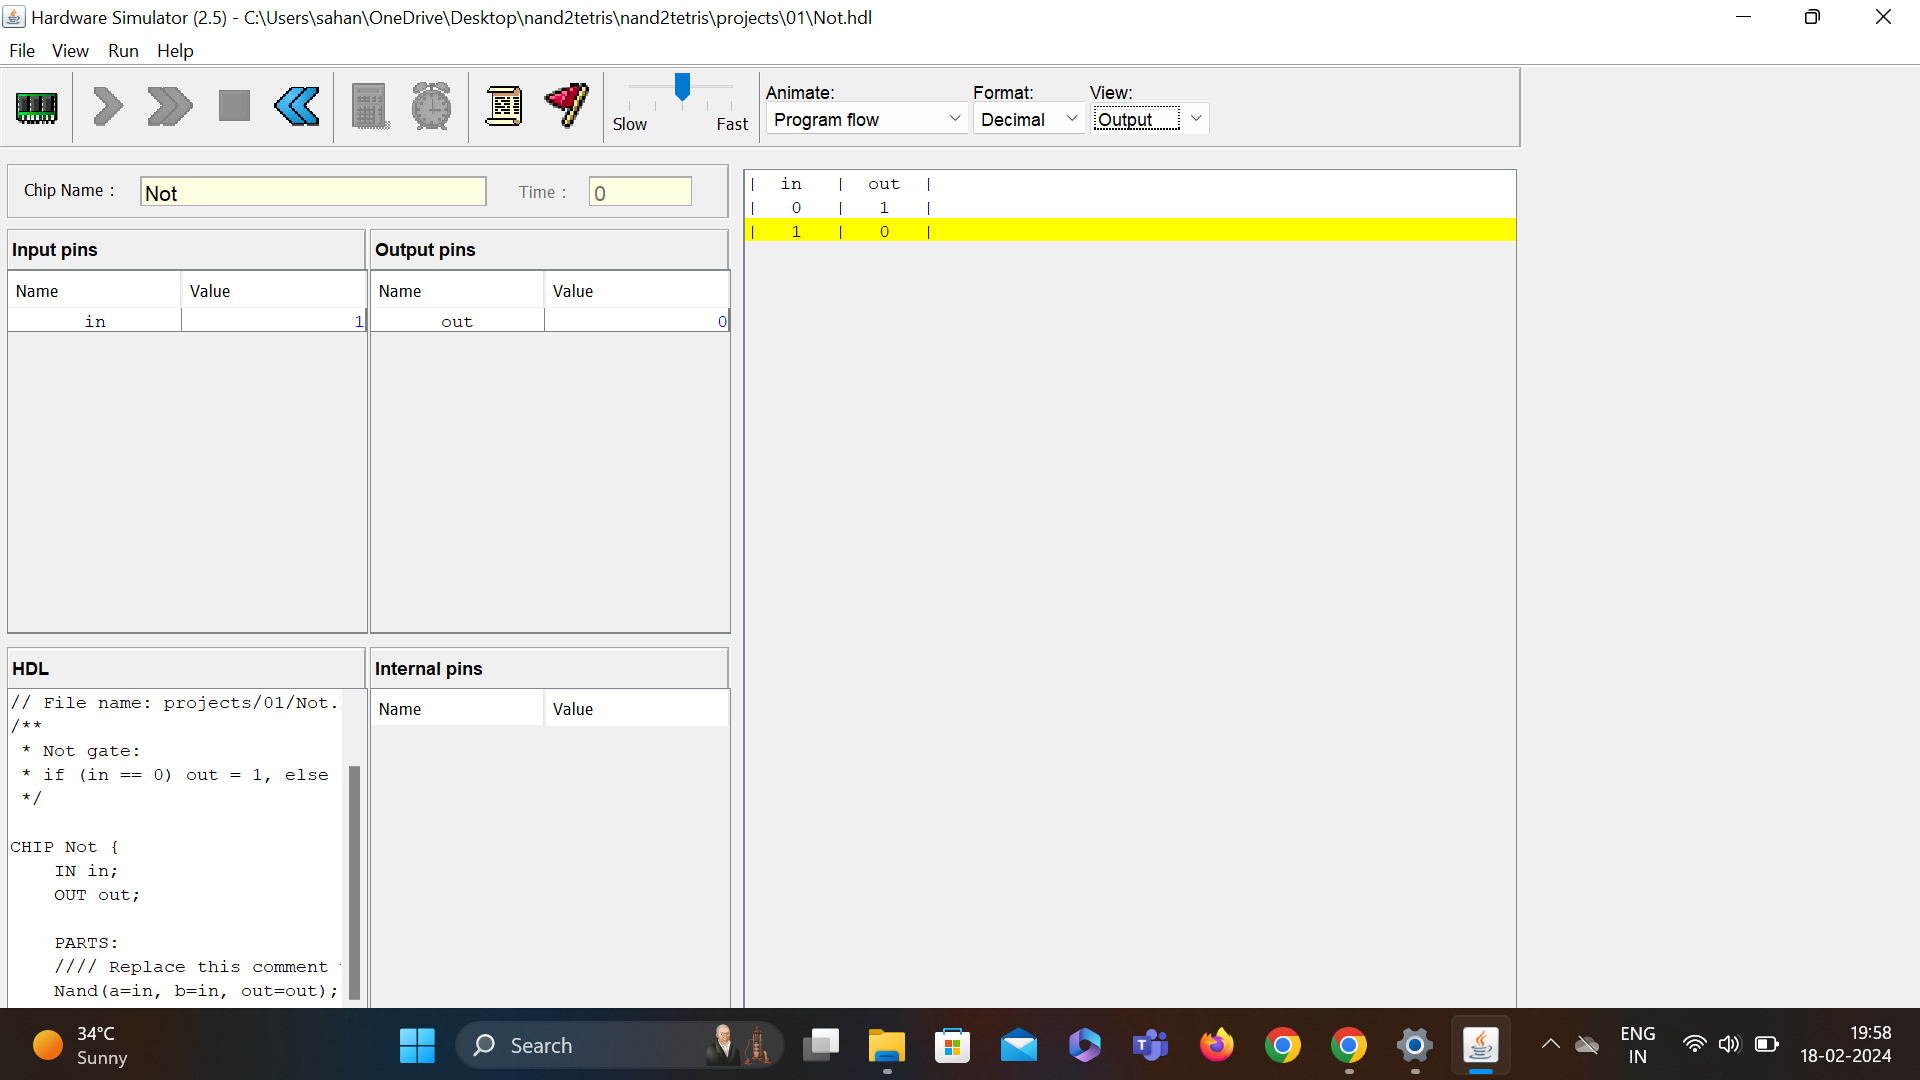 Hardware Simulator (2.5) - C:\Users\sahan\OneDrive\Desktop\nand2tetris\nand2tetris\projects\01\Not.hdl
File View Run Help
Slow Fast
Animate: Format: View:
Program flow Decimal Output
Chip Name : Not Time : 0
| in | out |
| 0 | 1 |
| 1 | 0 |
Input pins Output pins
Name Value Name Value
in 1 out 0
HDL Internal pins
Name Value
// File name: projects/01/Not.
/**
* Not gate:
* if (in == 0) out = 1, else
*/
CHIP Not {
IN in;
OUT out;
PARTS:
//// Replace this comment
Nand(a=in, b=in, out=out);
34°C
Sunny
Search
ENG
IN
19:58
18-02-2024